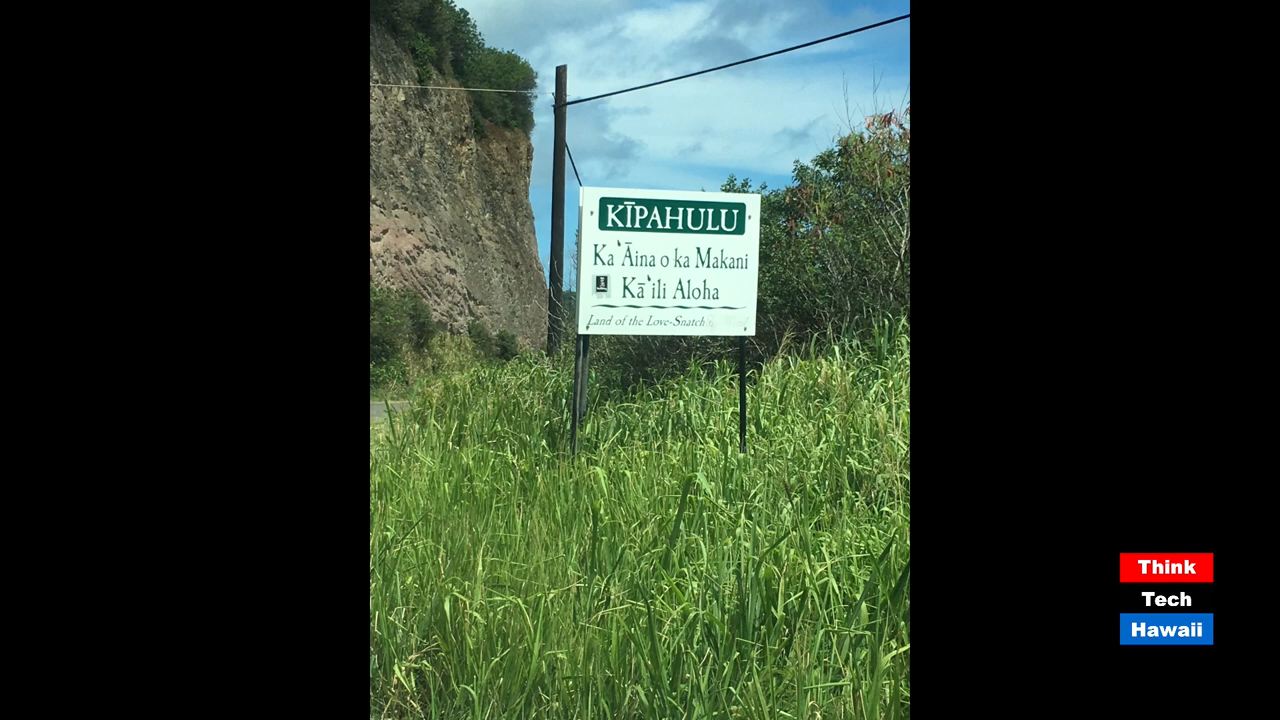 KĪPAHULU
Ka ʻĀina o ka Makani
Kāʻili Aloha
Land of the Love-Snatch
Think
Tech
Hawaii